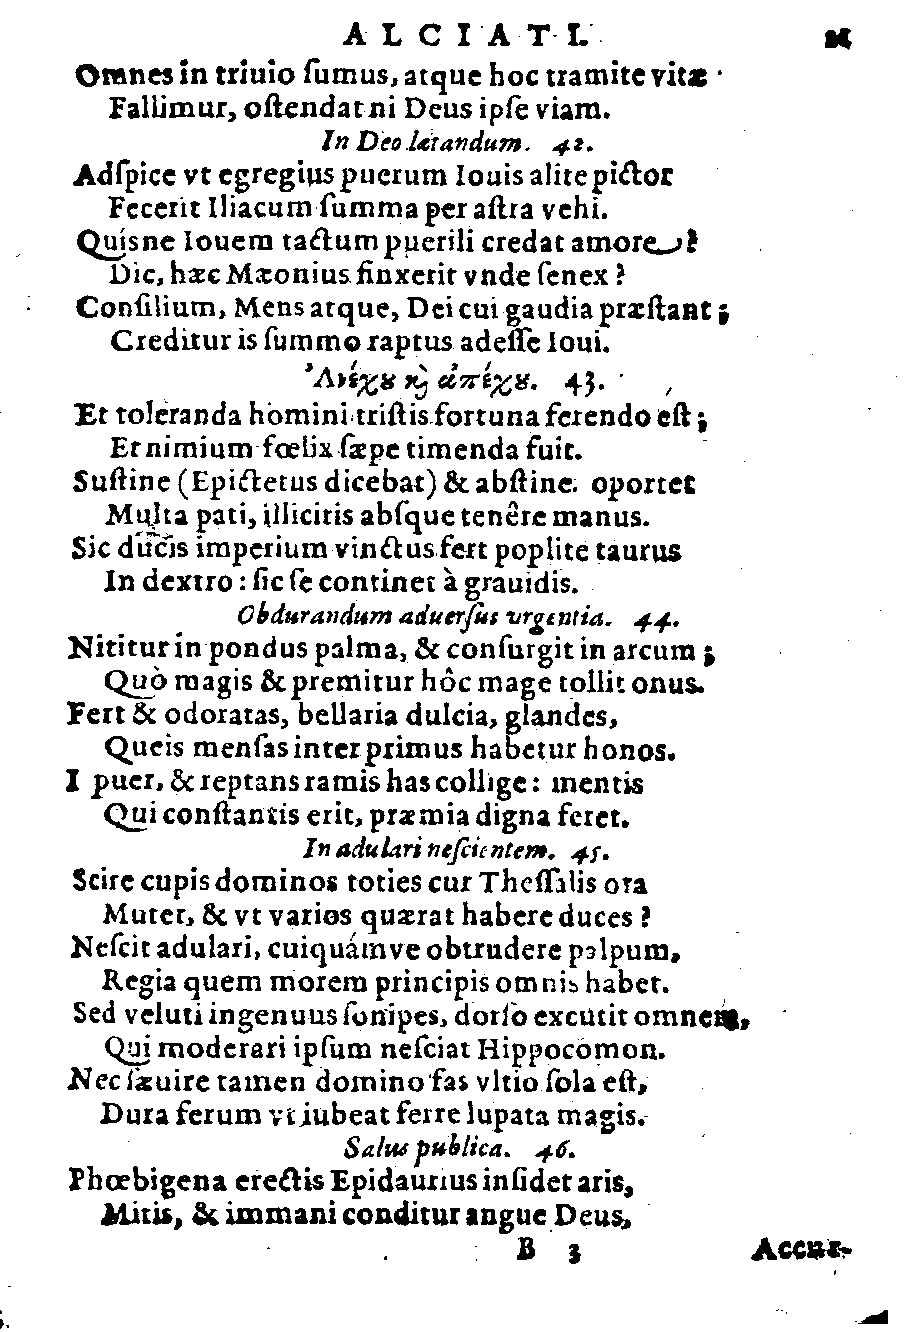 ALCIATI.
Omnes in triuio ſumus, atque hoc tramite vitæ
Fallimur, oſtendat ni Deus ipſe viam.
In Deo lætandum. 42.
Adſpice vt egregius puerum Iouis alite pictor
Fecerit Iliacum ſumma per aſtra vehi.
Quiſne Iouem tactum puerili credat amore?
Dic, hæc Mæonius finxerit vnde ſenex?
Conſilium, Mens atque, Dei cui gaudia præſtant;
Creditur is ſummo raptus adeſſe Ioui.
Ἀνέχου καὶ ἀπέχου. 43.
Et toleranda homini triſtis fortuna ferendo eſt;
Et nimium fœlix ſæpe timenda fuit.
Suſtine (Epictetus dicebat) & abſtine. oportet
Multa pati, illicitis abſque tenêre manus.
Sic ducis imperium vinctus fert poplite taurus
In dextro: ſic ſe continet à grauidis.
Obdurandum aduerſus vrgentia. 44.
Nititur in pondus palma, & conſurgit in arcum;
Quò magis & premitur hôc mage tollit onus.
Fert & odoratas, bellaria dulcia, glandes,
Queis menſas inter primus habetur honos.
I puer, & reptans ramis has collige: mentis
Qui conſtantis erit, præmia digna feret.
In adulari neſcientem. 45.
Scire cupis dominos toties cur Theſſalis ora
Mutet, & vt varios quærat habere duces?
Neſcit adulari, cuiquámve obtrudere palpum,
Regia quem morem principis omnis habet.
Sed veluti ingenuus ſonipes, dorſo excutit omnem,
Qui moderari ipſum neſciat Hippocomon.
Nec ſæuire tamen domino fas vltio ſola eſt,
Dura ferum vt jubeat ferre lupata magis.
Salus publica. 46.
Phœbigena erectis Epidaurius inſidet aris,
Mitis, & immani conditur angue Deus,
B 3 Accur-